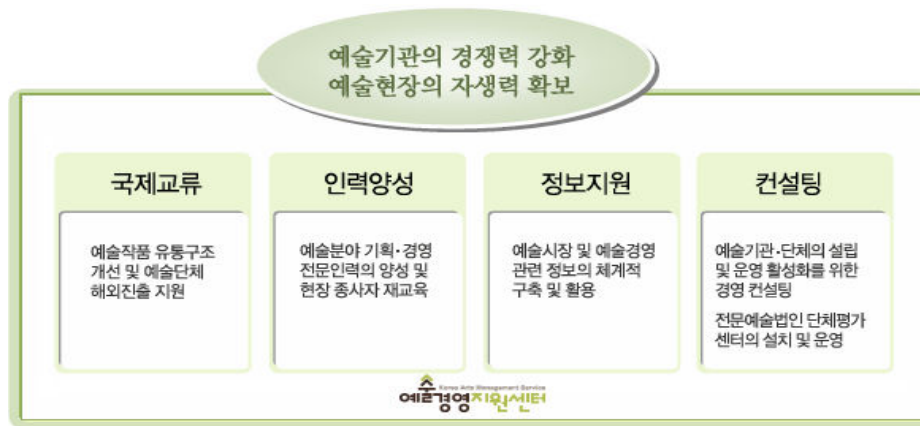 예술기관의 경쟁력 강화
예술현장의 자생력 확보
국제교류
예술작품 유통구조
개선 및 예술단체
해외진출 지원
인력양성
예술분야 기획·경영
전문인력의 양성 및
현장 종사자 재교육
정보지원
예술시장 및 예술경영
관련 정보의 체계적
구축 및 활용
컨설팅
예술기관·단체의 설립
및 운영 활성화를 위한
경영 컨설팅
전문예술법인 단체평가
센터의 설치 및 운영
Korea Arts Management Service
예술경영지원센터